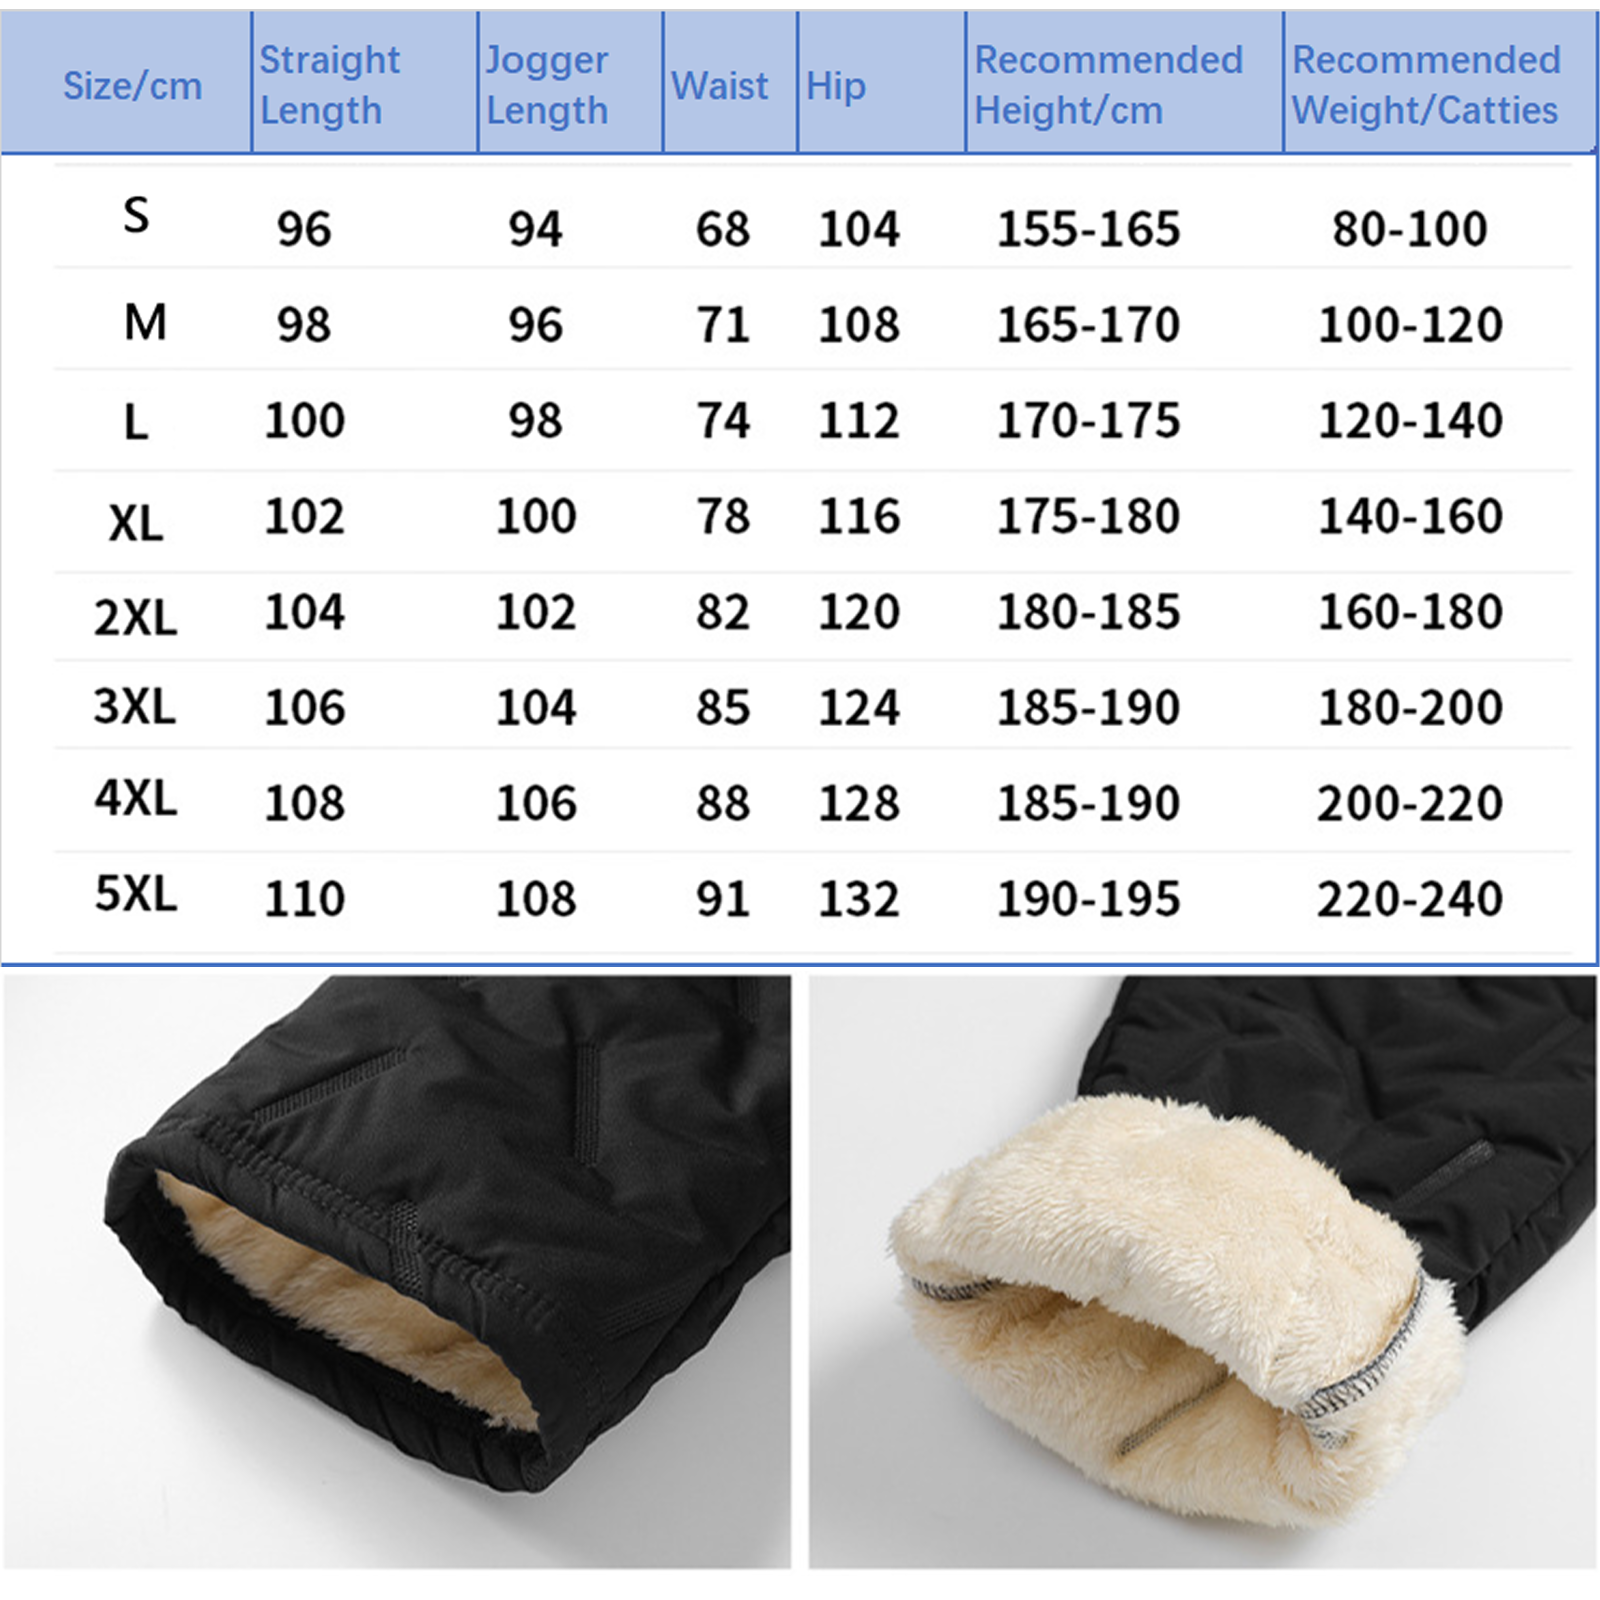 Size/cm Straight Length Jogger Length Waist Hip Recommended Height/cm Recommended Weight/Catties
S 96 94 68 104 155-165 80-100
M 98 96 71 108 165-170 100-120
L 100 98 74 112 170-175 120-140
XL 102 100 78 116 175-180 140-160
2XL 104 102 82 120 180-185 160-180
3XL 106 104 85 124 185-190 180-200
4XL 108 106 88 128 185-190 200-220
5XL 110 108 91 132 190-195 220-240